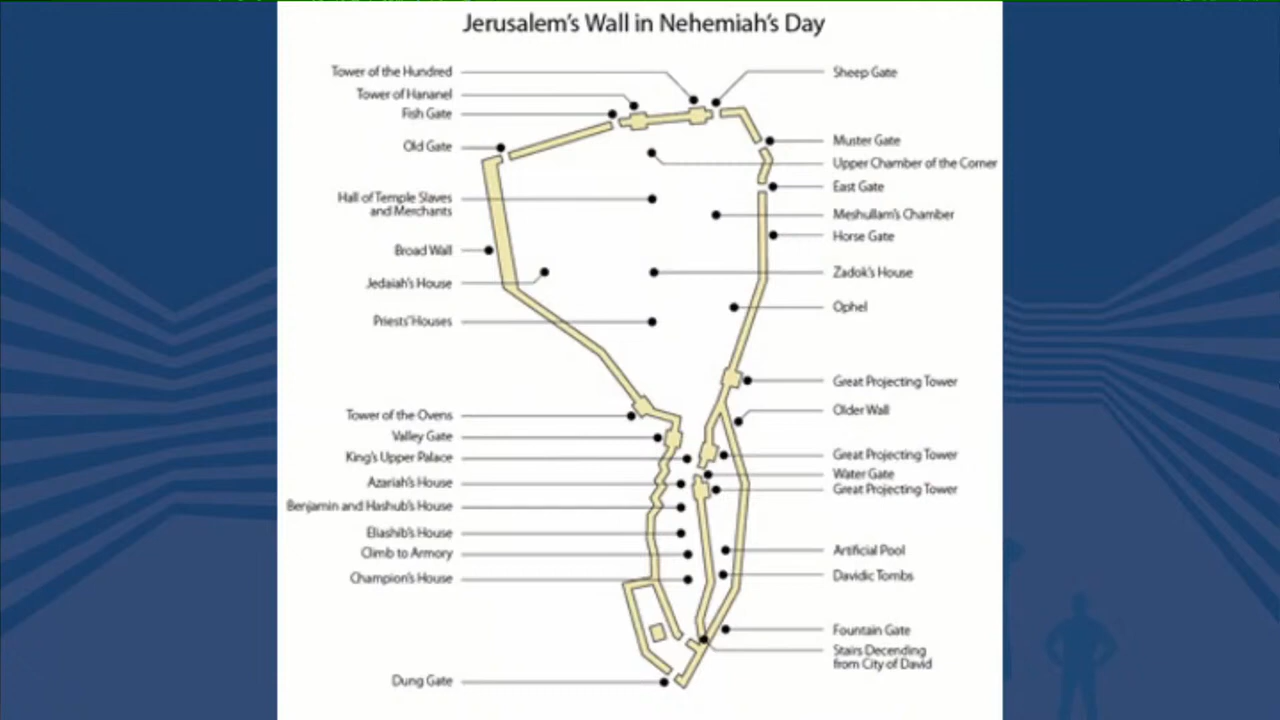 Jerusalem's Wall in Nehemiah's Day
Tower of the Hundred
Tower of Hananel
Fish Gate
Old Gate
Hall of Temple Slaves
and Merchants
Broad Wall
Jedaiah's House
Priests' Houses
Tower of the Ovens
Valley Gate
King's Upper Palace
Azariah's House
Benjamin and Hashub's House
Eliashib's House
Climb to Armory
Champion's House
Dung Gate
Sheep Gate
Muster Gate
Upper Chamber of the Corner
East Gate
Meshullam's Chamber
Horse Gate
Zadok's House
Ophel
Great Projecting Tower
Older Wall
Great Projecting Tower
Water Gate
Great Projecting Tower
Artificial Pool
Davidic Tombs
Fountain Gate
Stairs Decending
from City of David